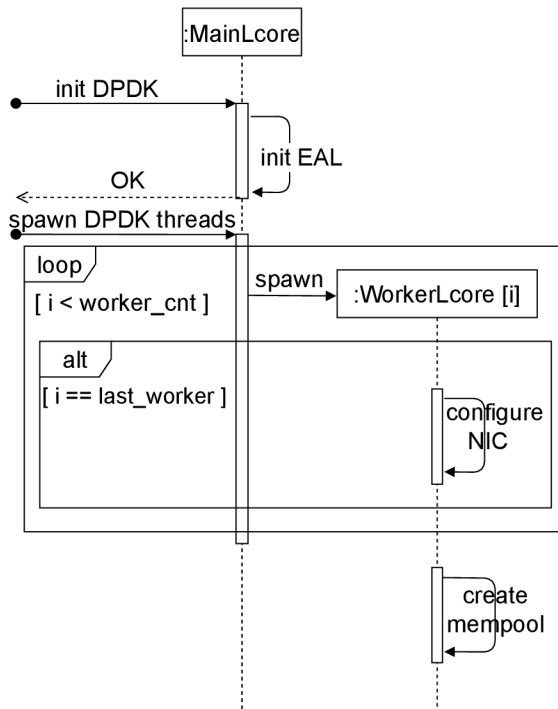 :MainLcore
init DPDK
init EAL
OK
spawn DPDK threads
loop
spawn
:WorkerLcore [i]
[ i < worker_cnt ]
alt
[ i == last_worker ]
configure
NIC
create
mempool